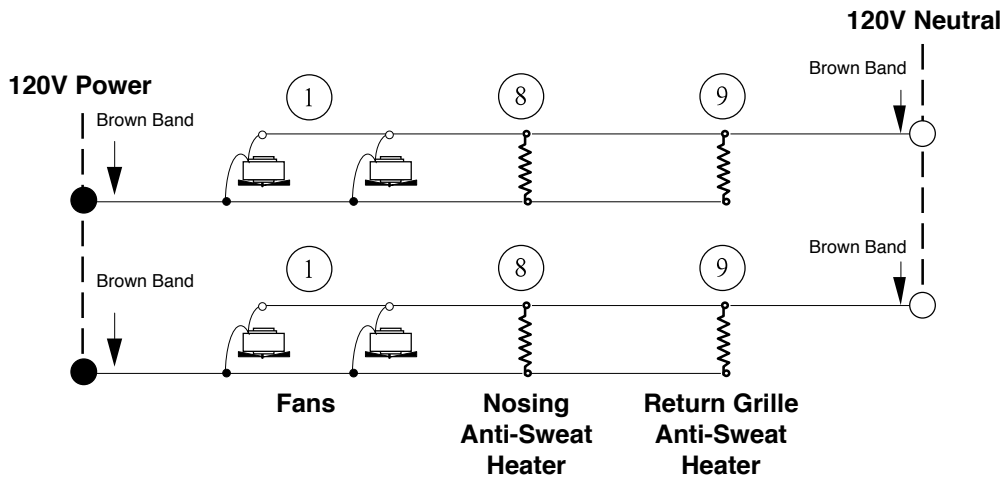 120V Neutral
120V Power
Brown Band
Brown Band
1
8
9
Brown Band
Brown Band
1
8
9
Fans
Nosing
Anti-Sweat
Heater
Return Grille
Anti-Sweat
Heater